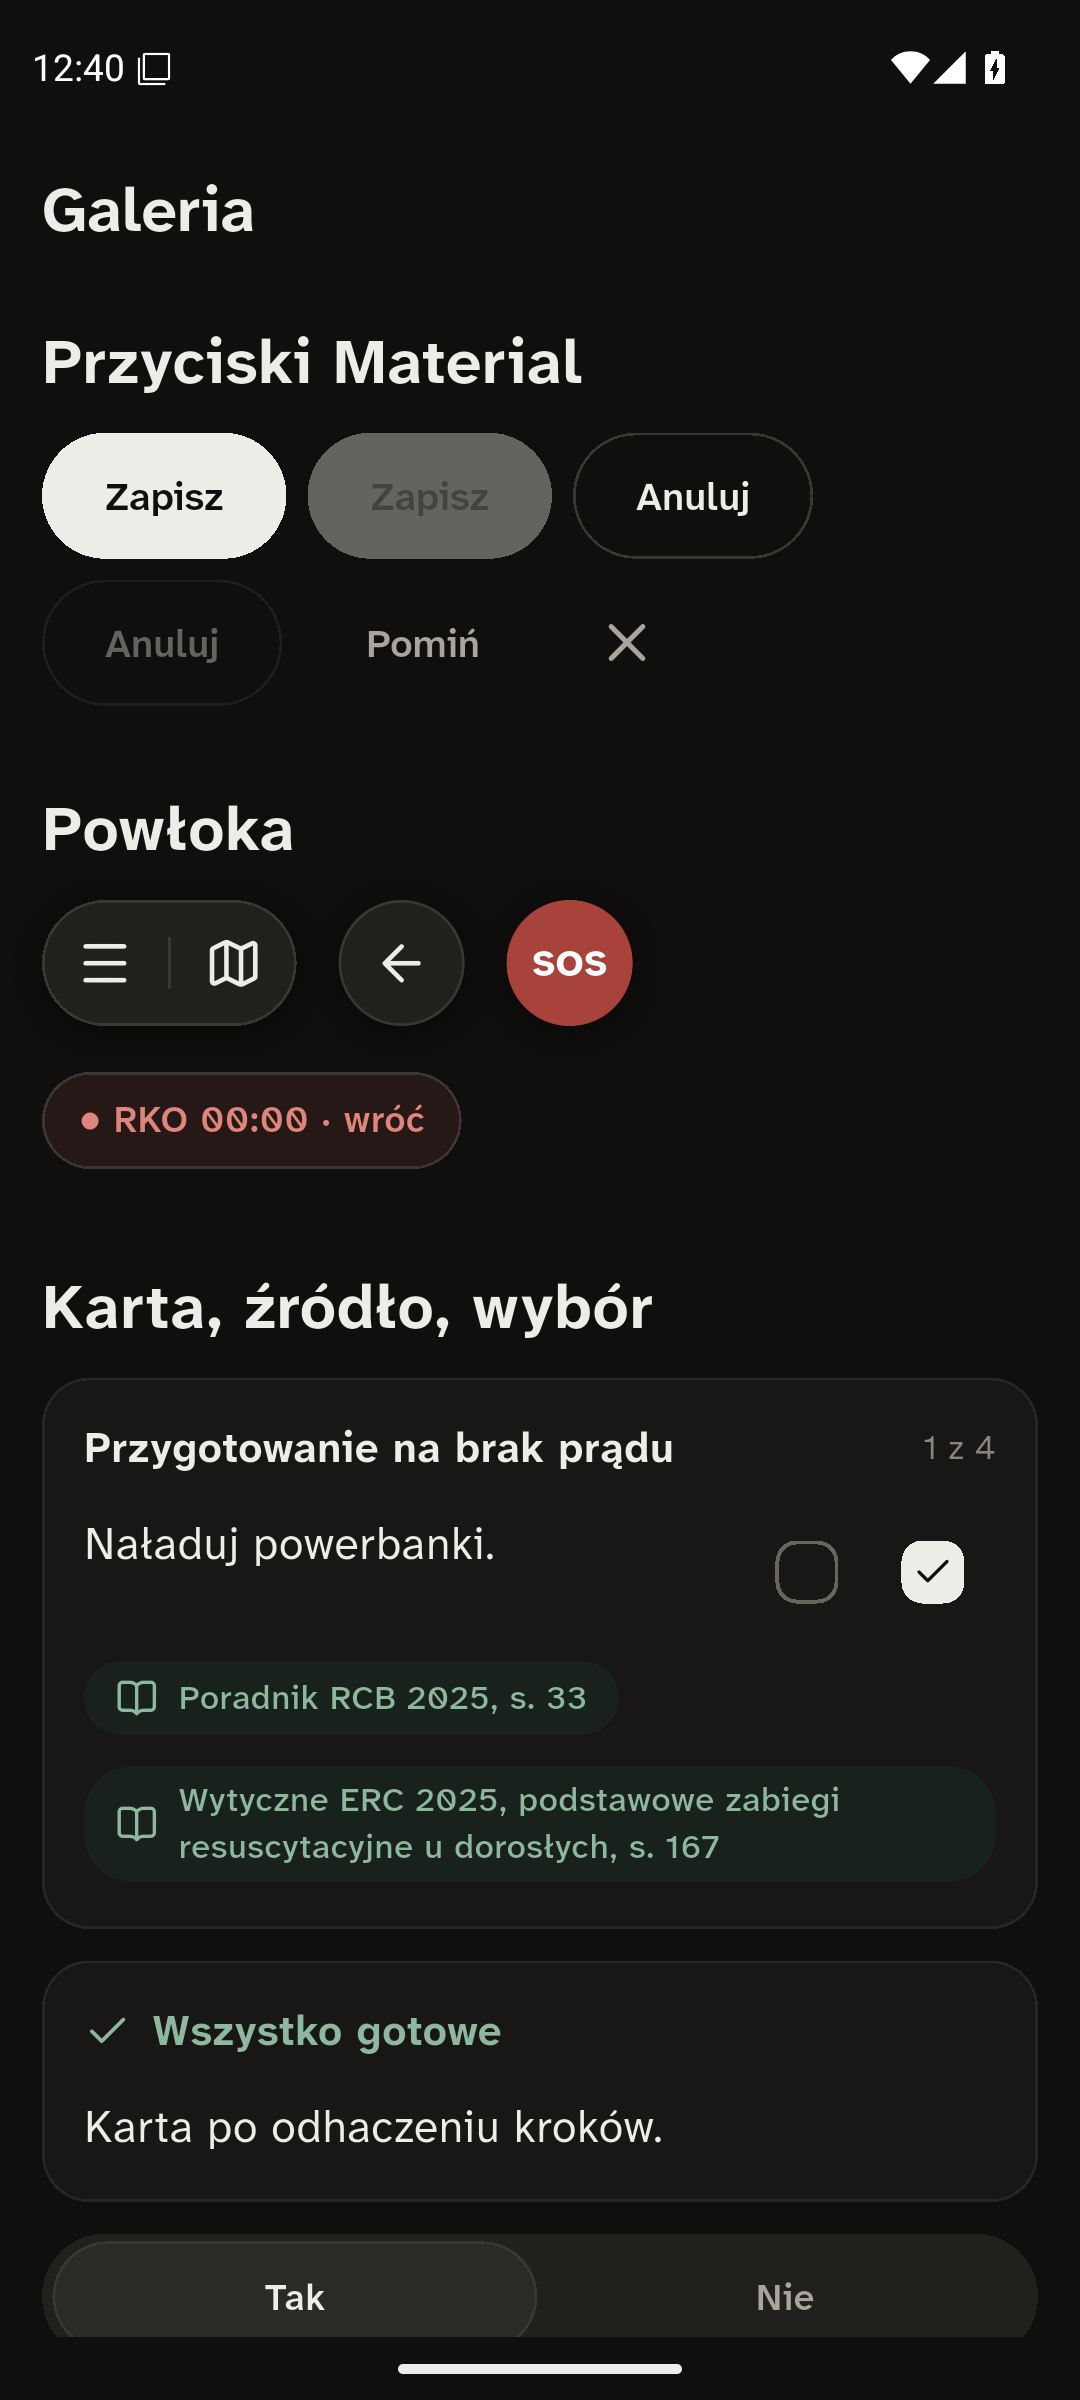 12:40
Galeria
Przyciski Material
Zapisz
Zapisz
Anuluj
Anuluj
Pomiń
Powłoka
SOS
RKO 00:00 · wróć
Karta, źródło, wybór
Przygotowanie na brak prądu
1 z 4
Naładuj powerbanki.
Poradnik RCB 2025, s. 33
Wytyczne ERC 2025, podstawowe zabiegi
resuscytacyjne u dorosłych, s. 167
Wszystko gotowe
Karta po odhaczeniu kroków.
Tak
Nie